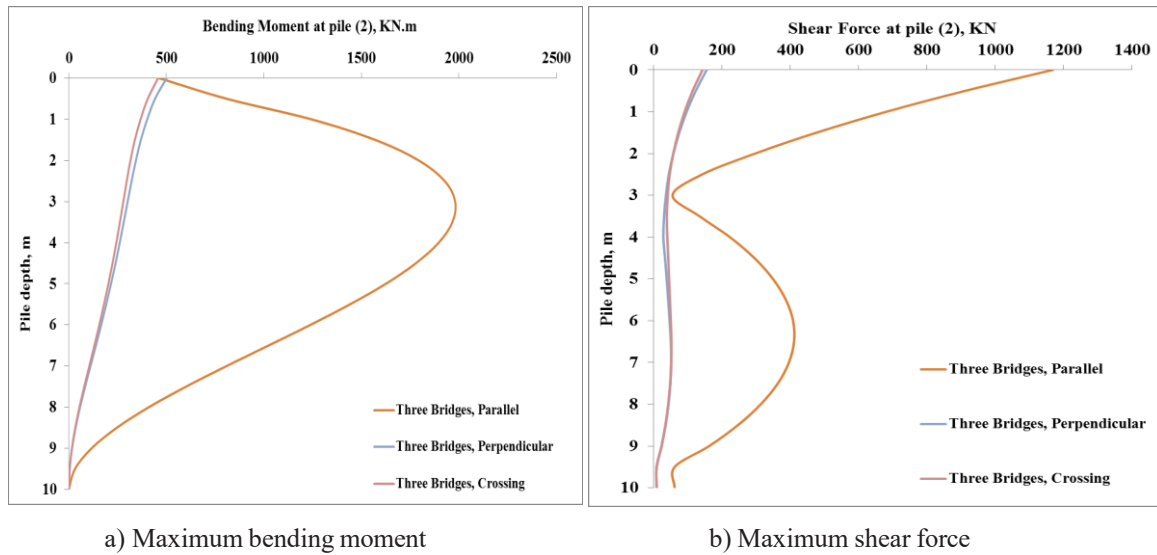 Bending Moment at pile (2), KN.m
0 500 1000 1500 2000 2500
0
1
2
3
4
5
6
7
8
9
10
Pile depth, m
Three Bridges, Parallel
Three Bridges, Perpendicular
Three Bridges, Crossing
Shear Force at pile (2), KN
0 200 400 600 800 1000 1200 1400
0
1
2
3
4
5
6
7
8
9
10
Pile depth, m
Three Bridges, Parallel
Three Bridges, Perpendicular
Three Bridges, Crossing
a) Maximum bending moment
b) Maximum shear force